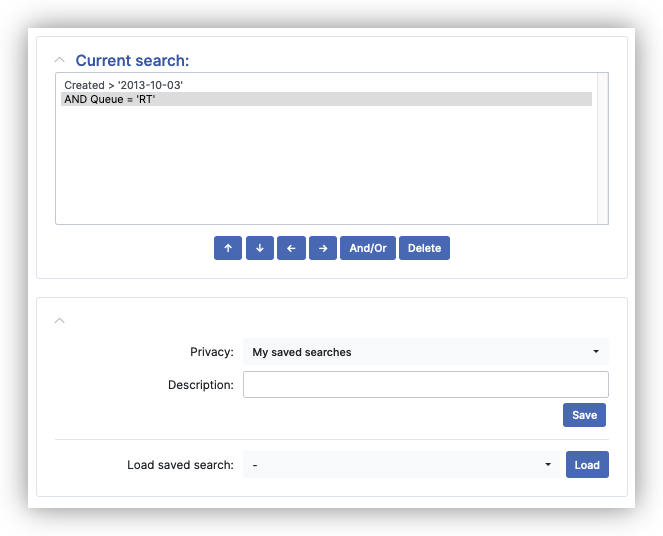 Current search:
Created > '2013-10-03'
AND Queue = 'RT'
↑ ↓ ← → And/Or Delete
Privacy: My saved searches
Description:
Save
Load saved search: - Load